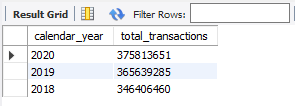 Result Grid Filter Rows:
calendar_year total_transactions
2020 375813651
2019 365639285
2018 346406460